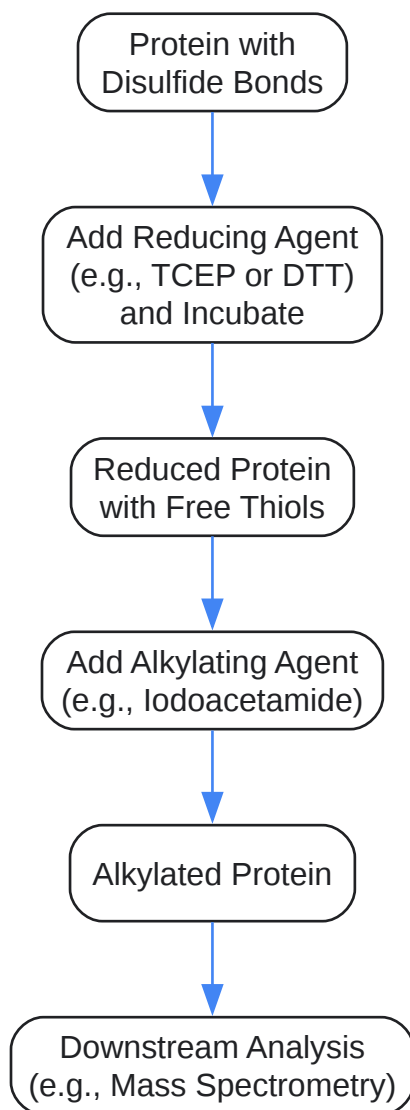 Protein with
Disulfide Bonds
Add Reducing Agent
(e.g., TCEP or DTT)
and Incubate
Reduced Protein
with Free Thiols
Add Alkylating Agent
(e.g., Iodoacetamide)
Alkylated Protein
Downstream Analysis
(e.g., Mass Spectrometry)